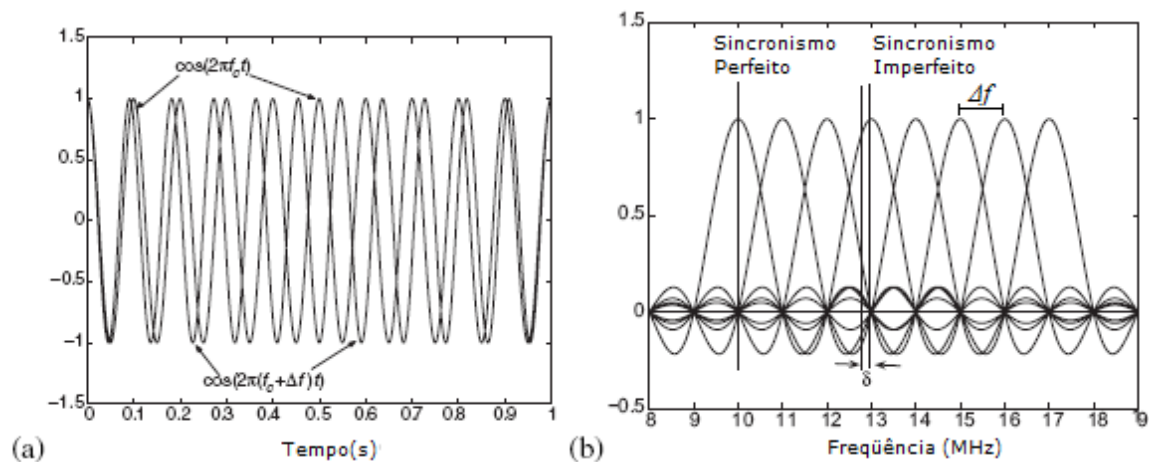 1.5
1
0.5
0
−0.5
−1
−1.5
cos(2πf_ct)
cos(2π(f_c+Δf)t)
0 0.1 0.2 0.3 0.4 0.5 0.6 0.7 0.8 0.9 1
(a)
Tempo(s)
1.5
1
0.5
0
−0.5
Sincronismo
Perfeito
Sincronismo
Imperfeito
Δf
δ
8 9 10 11 12 13 14 15 16 17 18 19
(b)
Freqüência (MHz)